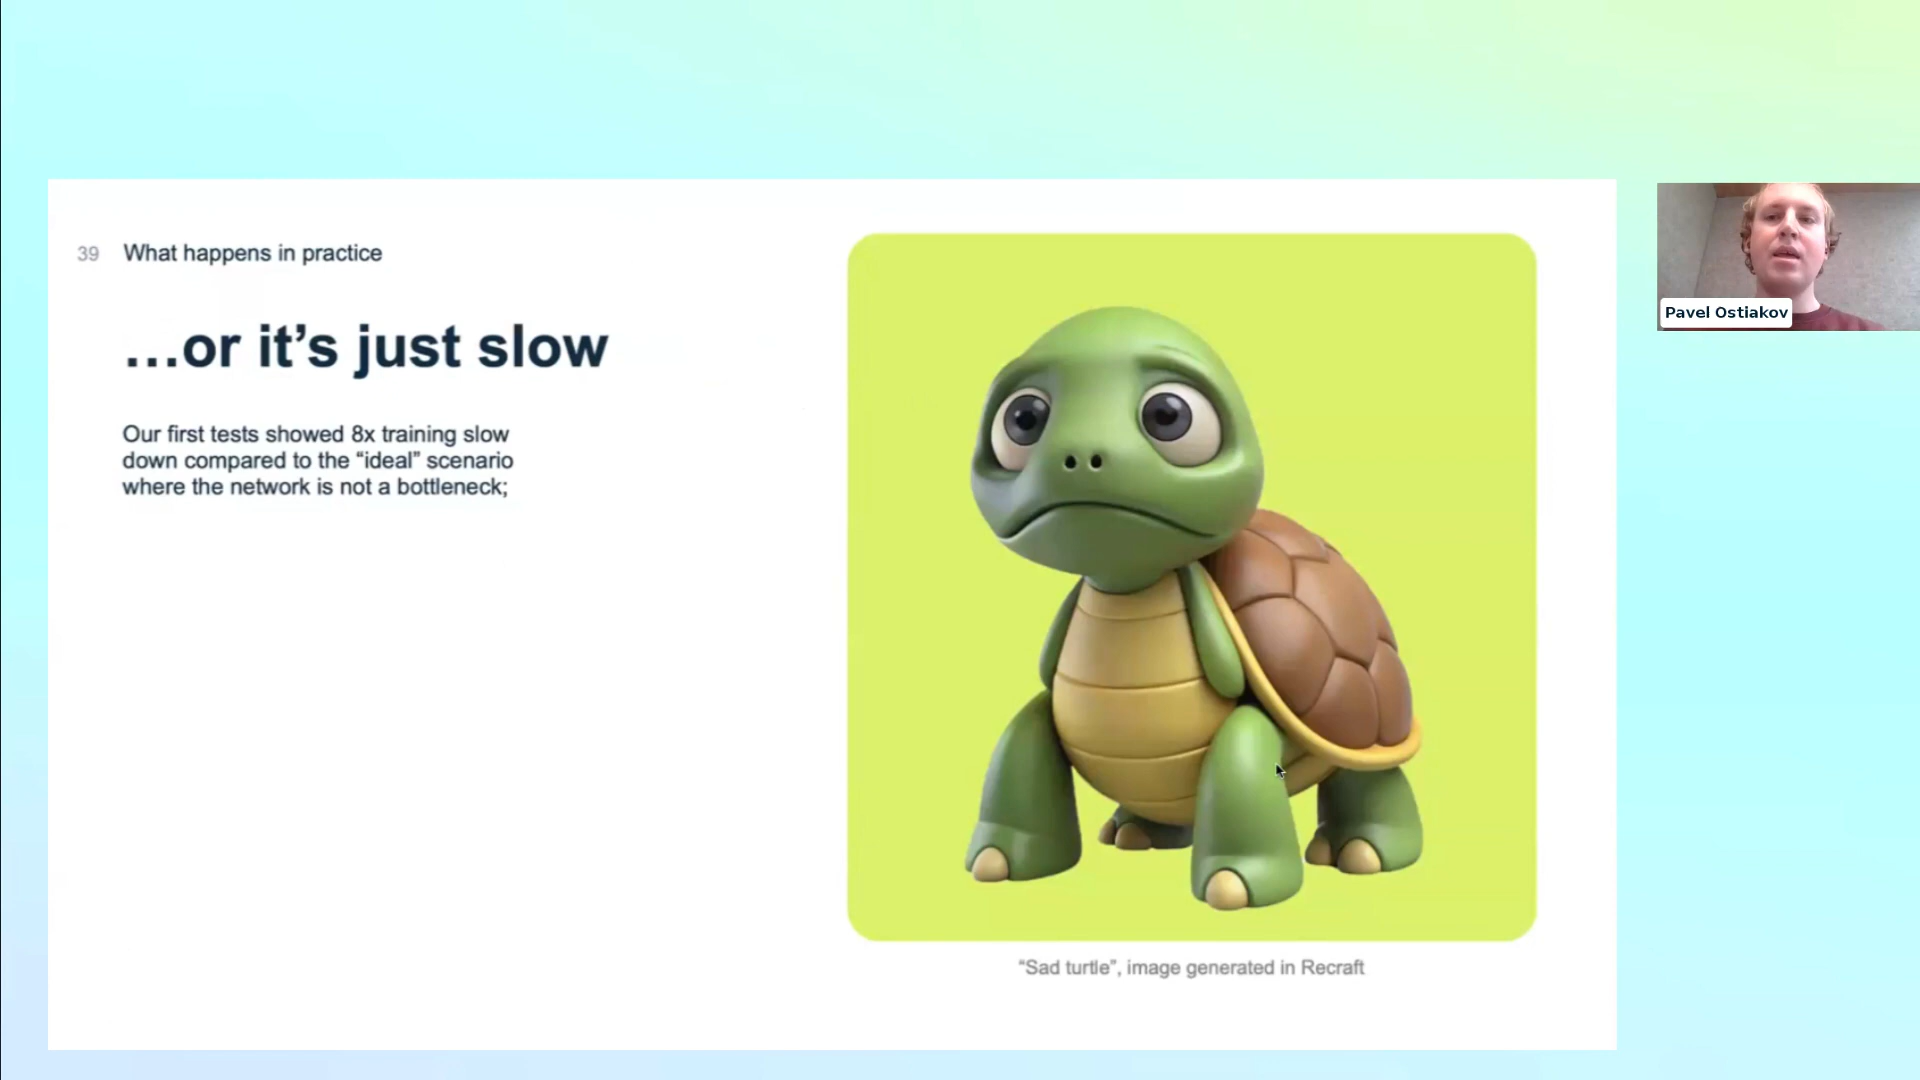 39 What happens in practice
…or it’s just slow
Our first tests showed 8x training slow
down compared to the “ideal” scenario
where the network is not a bottleneck;
“Sad turtle”, image generated in Recraft
Pavel Ostiakov